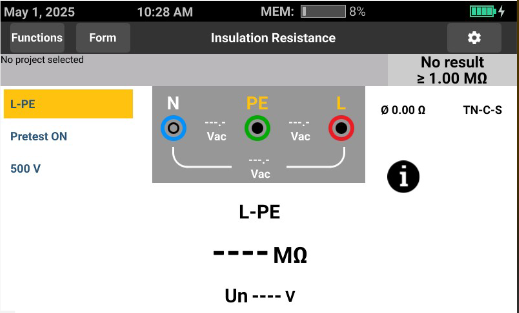 May 1, 2025 10:28 AM MEM: 8%
Functions Form Insulation Resistance
No project selected
No result
≥ 1.00 MΩ
L-PE
Pretest ON
500 V
N PE L
---.- ---.-
Vac Vac
---.-
Vac
Ø 0.00 Ω TN-C-S
i
L-PE
---- MΩ
Un ---- V